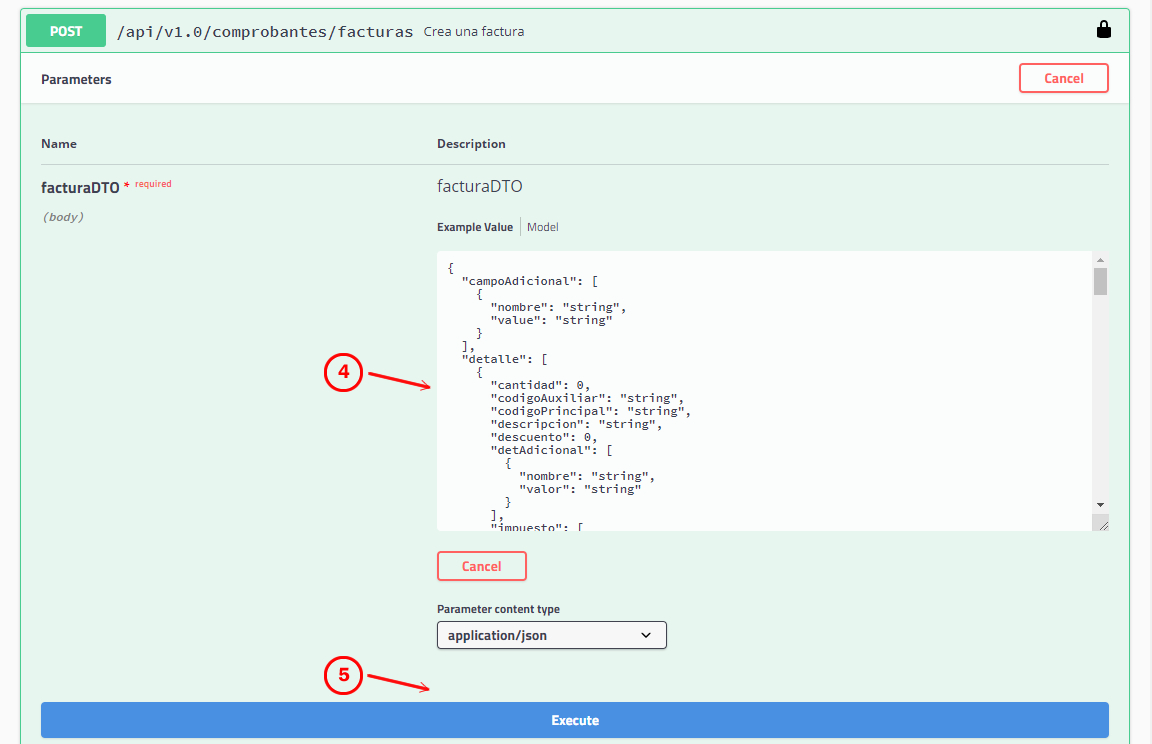 POST /api/v1.0/comprobantes/facturas Crea una factura
Parameters
Cancel
Name
Description
facturaDTO * required
(body)
facturaDTO
Example Value
Model
{
  "campoAdicional": [
    {
      "nombre": "string",
      "value": "string"
    }
  ],
  "detalle": [
    {
      "cantidad": 0,
      "codigoAuxiliar": "string",
      "codigoPrincipal": "string",
      "descripcion": "string",
      "descuento": 0,
      "detAdicional": [
        {
          "nombre": "string",
          "valor": "string"
        }
      ],
      "impuesto": [
4
Cancel
Parameter content type
application/json
5
Execute